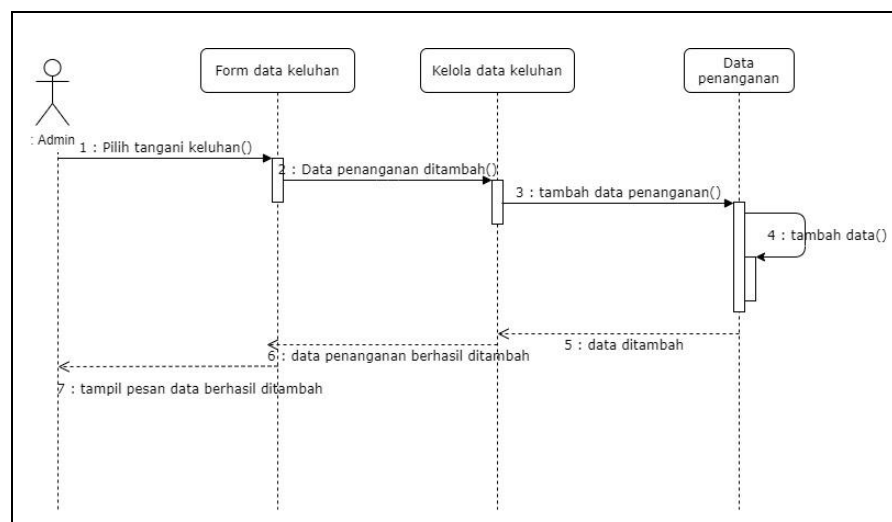 Form data keluhan
Kelola data keluhan
Data
penanganan
: Admin
1 : Pilih tangani keluhan()
2 : Data penanganan ditambah()
3 : tambah data penanganan()
4 : tambah data()
5 : data ditambah
6 : data penanganan berhasil ditambah
7 : tampil pesan data berhasil ditambah